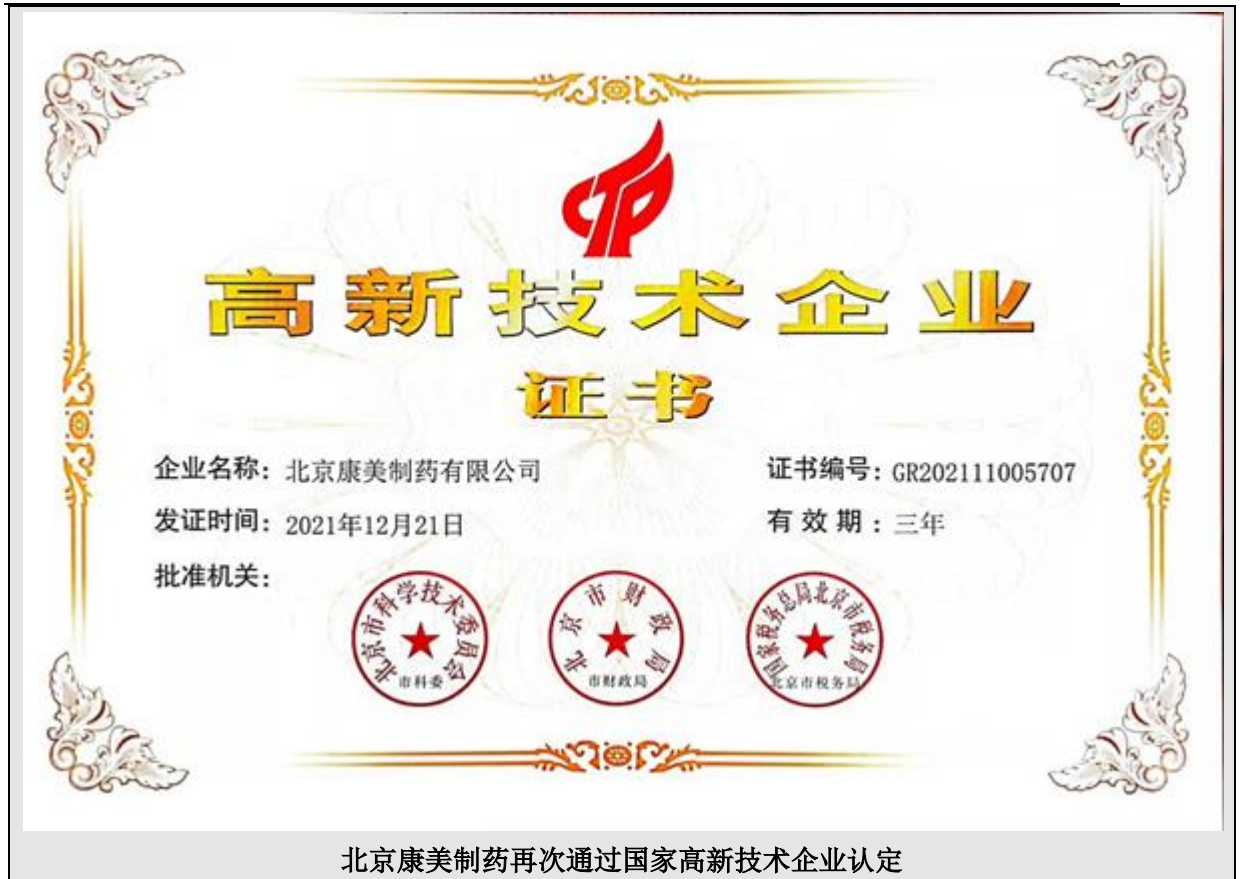 高新技术企业
证书
企业名称：北京康美制药有限公司
证书编号：GR202111005707
发证时间：2021年12月21日
有效期：三年
批准机关：
北京市科学技术委员会
市科委
北京市财政局
市财政局
国家税务总局北京市税务局
北京市税务局
北京康美制药再次通过国家高新技术企业认定